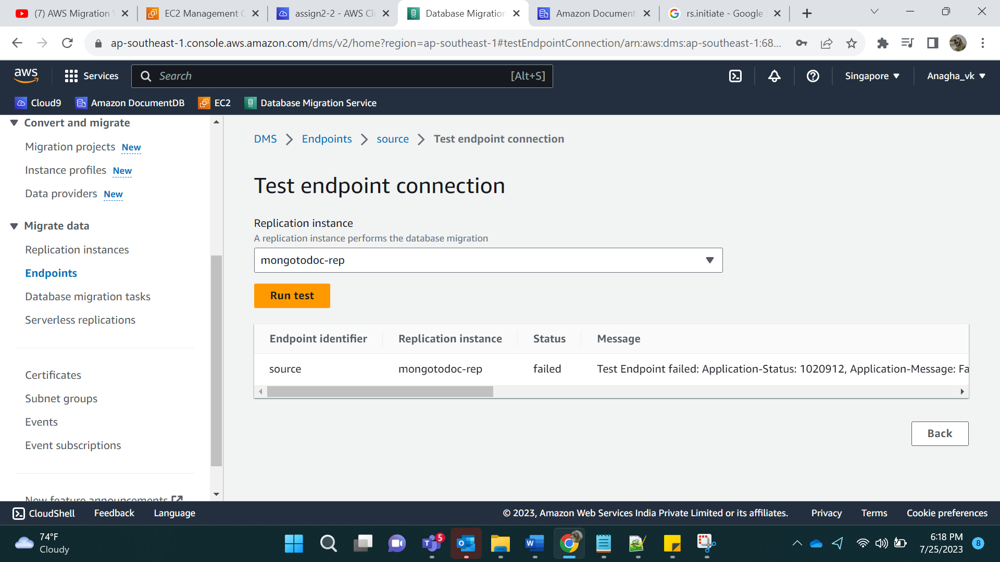 (7) AWS Migration
EC2 Management
assign2-2 - AWS Cl
Database Migration
Amazon Document
rs.initiate - Google
ap-southeast-1.console.aws.amazon.com/dms/v2/home?region=ap-southeast-1#testEndpointConnection/arn:aws:dms:ap-southeast-1:68...
aws
Services
Search
[Alt+S]
Singapore
Anagha_vk
Cloud9
Amazon DocumentDB
EC2
Database Migration Service
Convert and migrate
Migration projects New
Instance profiles New
Data providers New
Migrate data
Replication instances
Endpoints
Database migration tasks
Serverless replications
Certificates
Subnet groups
Events
Event subscriptions
New feature announcements
DMS > Endpoints > source > Test endpoint connection
Test endpoint connection
Replication instance
A replication instance performs the database migration
mongotodoc-rep
Run test
Endpoint identifier Replication instance Status Message
source mongotodoc-rep failed Test Endpoint failed: Application-Status: 1020912, Application-Message: Fa
Back
CloudShell
Feedback
Language
© 2023, Amazon Web Services India Private Limited or its affiliates.
Privacy
Terms
Cookie preferences
74°F
Cloudy
5
6:18 PM
7/25/2023
8